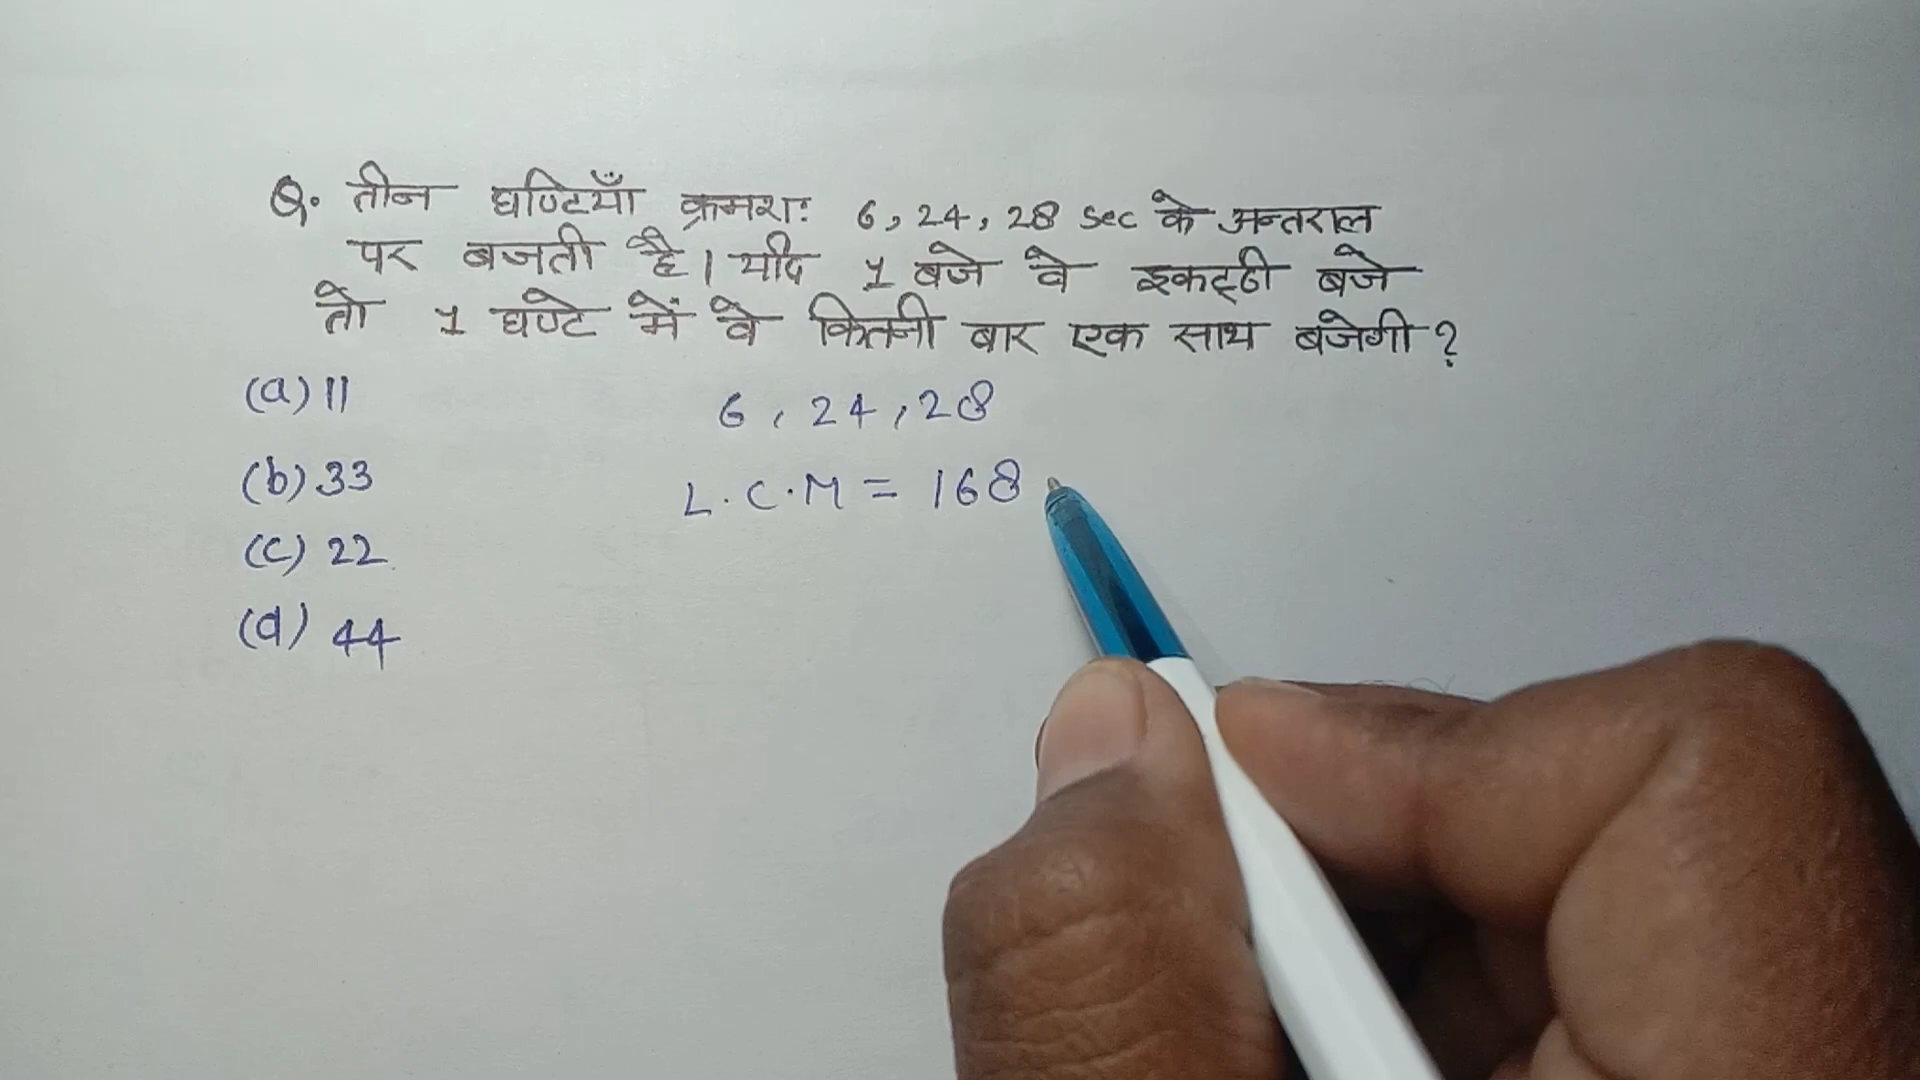 Q. तीन घण्टियाँ क्रमशः 6, 24, 28 sec के अन्तराल
पर बजती है। यदि 1 बजे वे इकट्ठी बजे
तो 1 घण्टे में वे कितनी बार एक साथ बजेगी?
(a) 11
6, 24, 28
(b) 33
L.C.M = 168
(c) 22
(d) 44